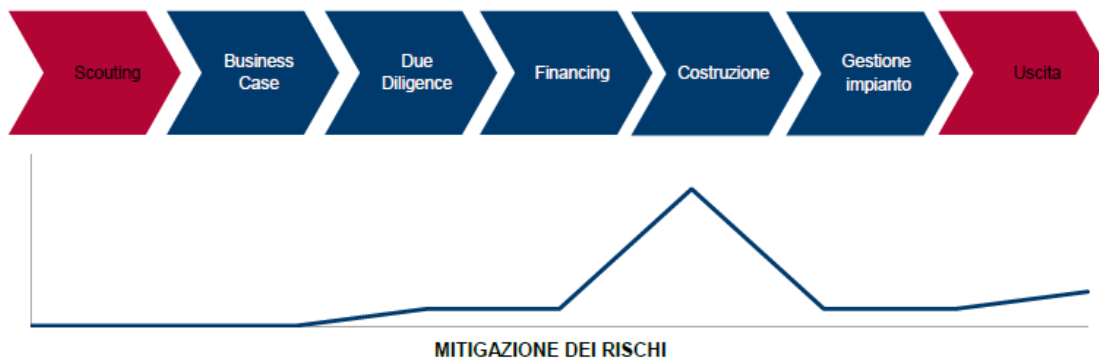 Scouting
Business
Case
Due
Diligence
Financing
Costruzione
Gestione
impianto
Uscita
MITIGAZIONE DEI RISCHI